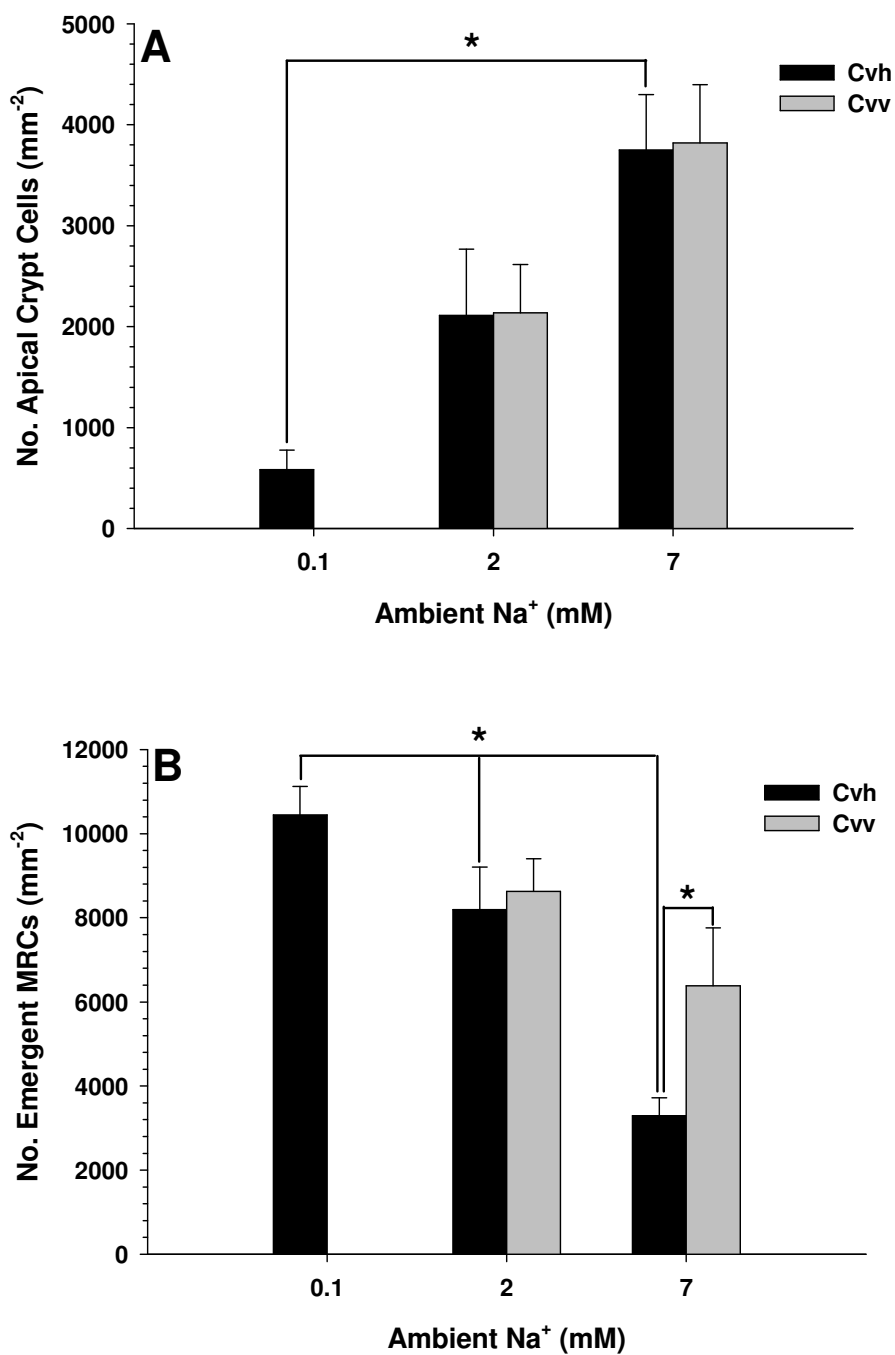 A
*
Cvh
Cvv
5000
4000
3000
2000
1000
0
No. Apical Crypt Cells (mm⁻²)
0.1 2 7
Ambient Na⁺ (mM)
B
*
*
Cvh
Cvv
12000
10000
8000
6000
4000
2000
0
No. Emergent MRCs (mm⁻²)
0.1 2 7
Ambient Na⁺ (mM)